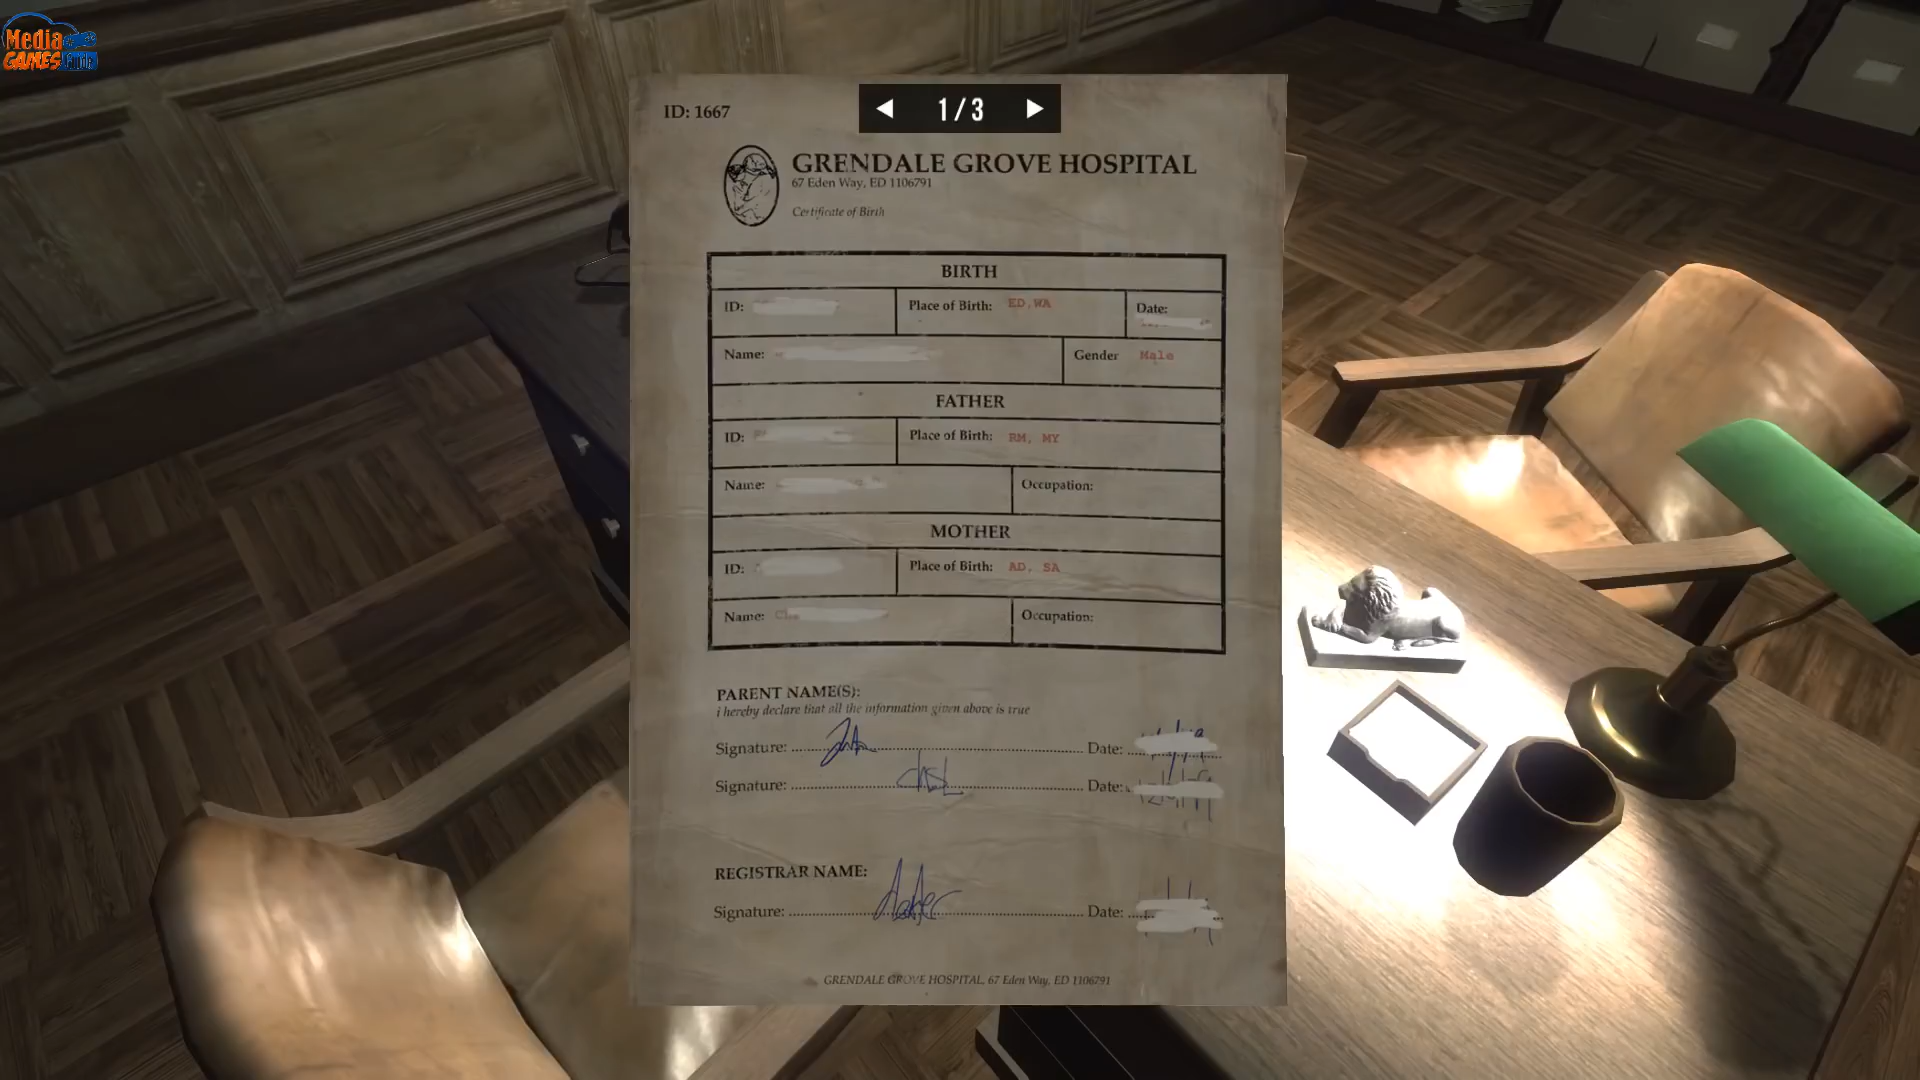 Media
GAMES
ID: 1667
1 / 3
GRENDALE GROVE HOSPITAL
67 Eden Way, ED 1106791
Certificate of Birth
BIRTH
ID:
Place of Birth: ED,WA
Date:
Name:
Gender Male
FATHER
ID:
Place of Birth: RM, MY
Name:
Occupation:
MOTHER
ID:
Place of Birth: AD, SA
Name:
Occupation:
PARENT NAME(S):
i hereby declare that all the information given above is true
Signature: Date:
Signature: Date:
REGISTRAR NAME:
Signature: Date:
GRENDALE GROVE HOSPITAL, 67 Eden Way, ED 1106791